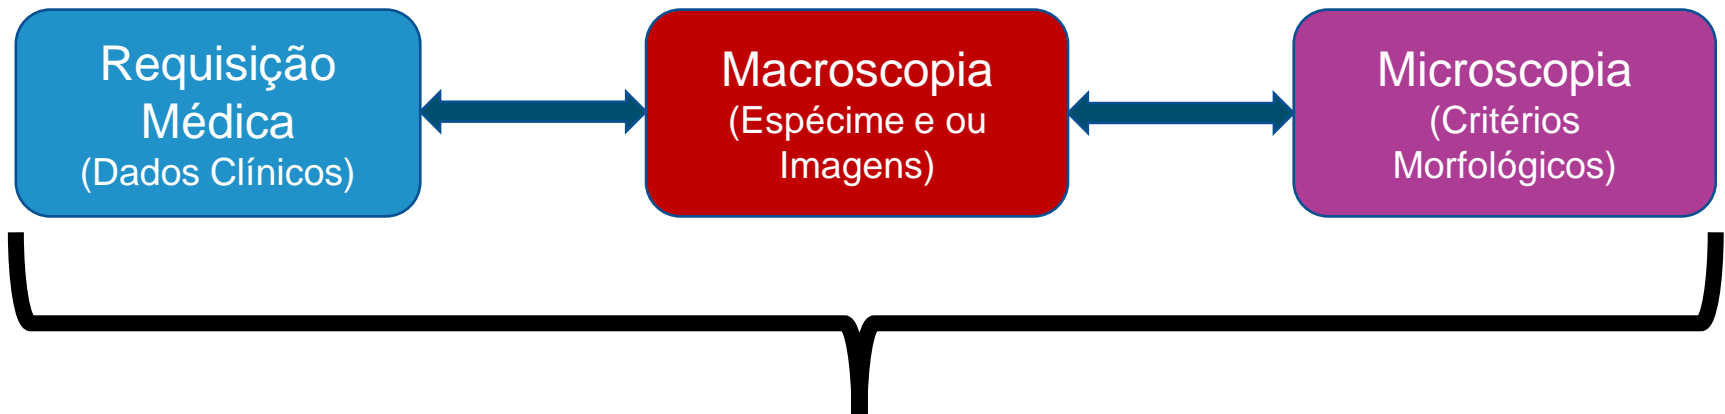 Requisição
Médica
(Dados Clínicos)
Macroscopia
(Espécime e ou
Imagens)
Microscopia
(Critérios
Morfológicos)